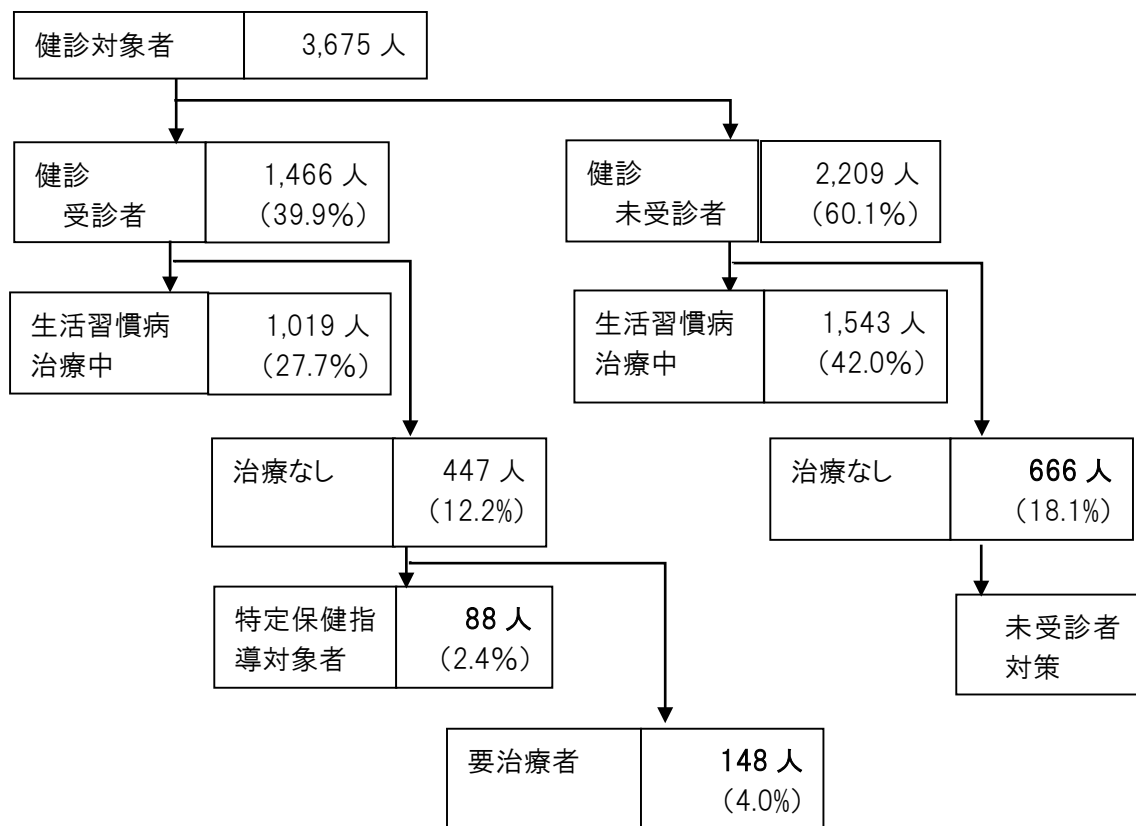 健診対象者 3,675 人
健診 1,466 人
受診者 (39.9%)
健診 2,209 人
未受診者 (60.1%)
生活習慣病 1,019 人
治療中 (27.7%)
生活習慣病 1,543 人
治療中 (42.0%)
治療なし 447 人
(12.2%)
治療なし 666 人
(18.1%)
特定保健指 88 人
導対象者 (2.4%)
未受診者
対策
要治療者 148 人
(4.0%)